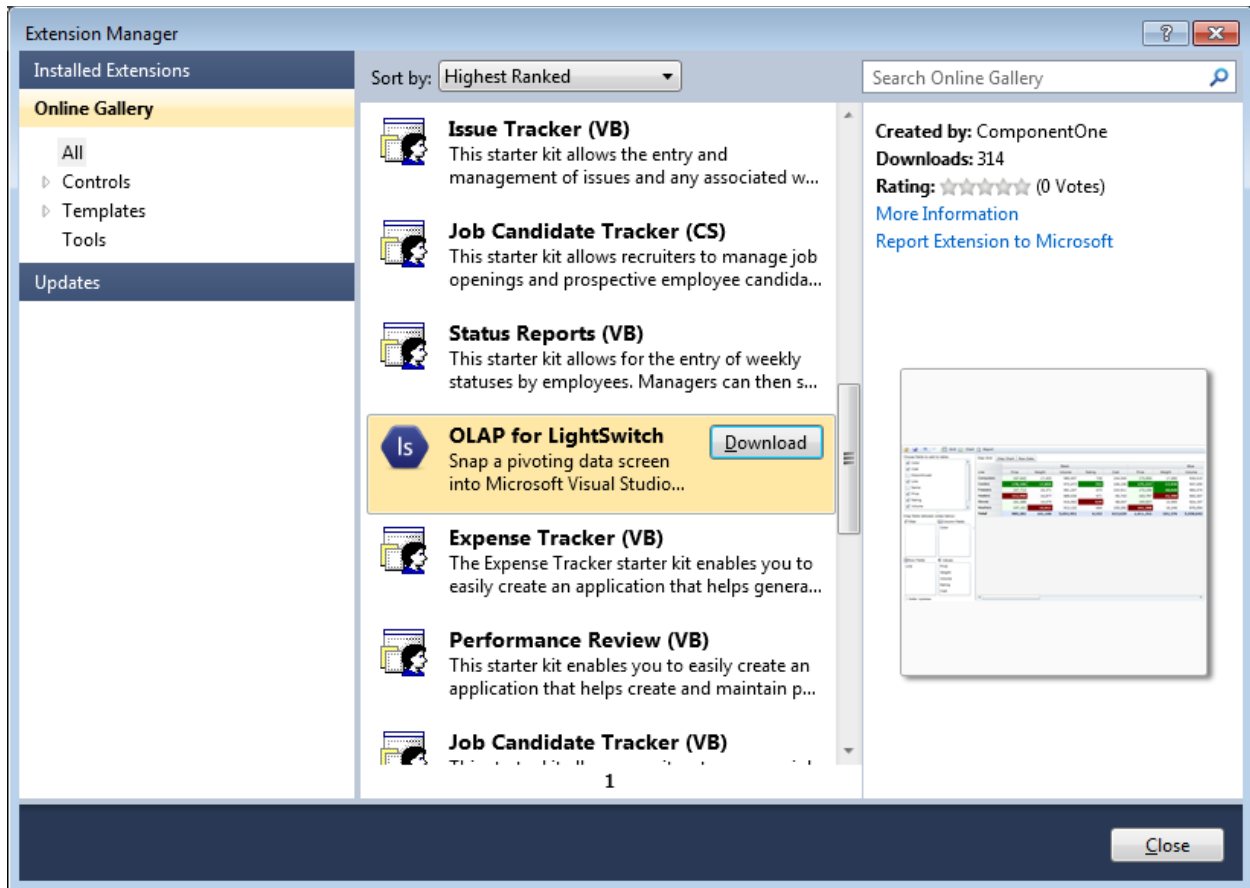 Extension Manager
Installed Extensions
Online Gallery
All
Controls
Templates
Tools
Updates
Sort by: Highest Ranked
Issue Tracker (VB)
This starter kit allows the entry and
management of issues and any associated w...
Job Candidate Tracker (CS)
This starter kit allows recruiters to manage job
openings and prospective employee candida...
Status Reports (VB)
This starter kit allows for the entry of weekly
statuses by employees. Managers can then s...
ls
OLAP for LightSwitch
Download
Snap a pivoting data screen
into Microsoft Visual Studio...
Expense Tracker (VB)
The Expense Tracker starter kit enables you to
easily create an application that helps genera...
Performance Review (VB)
This starter kit enables you to easily create an
application that helps create and maintain p...
Job Candidate Tracker (VB)
1
Search Online Gallery
Created by: ComponentOne
Downloads: 314
Rating: (0 Votes)
More Information
Report Extension to Microsoft
Close